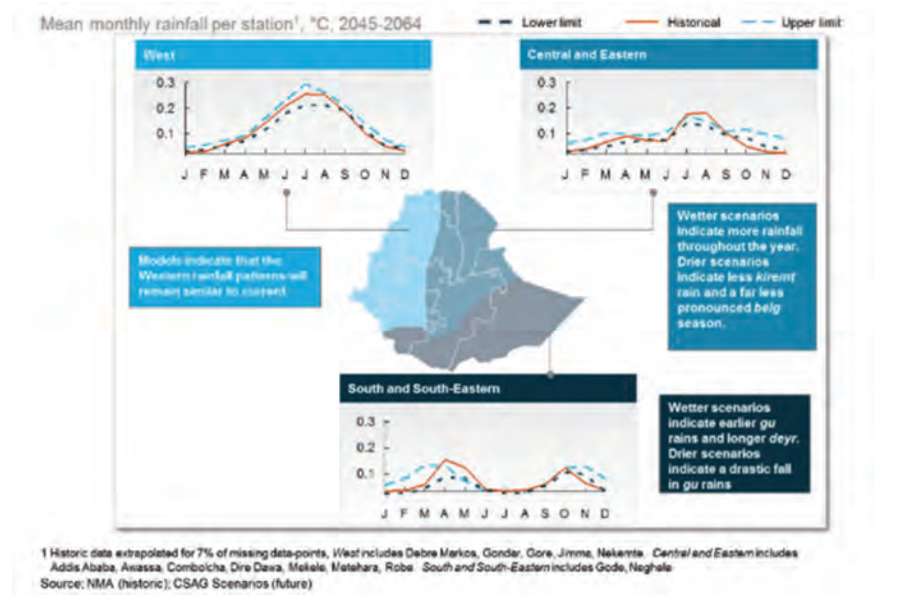 Mean monthly rainfall per station¹, °C, 2045-2064
Lower limit
Historical
Upper limit
West
0.3
0.2
0.1
J F M A M J J A S O N D
Central and Eastern
0.3
0.2
0.1
J F M A M J J A S O N D
Models indicate that the
Western rainfall patterns will
remain similar to current
Wetter scenarios
indicate more rainfall
throughout the year.
Drier scenarios
indicate less kiremt
rain and a far less
pronounced belg
season.
South and South-Eastern
0.3
0.2
0.1
J F M A M J J A S O N D
Wetter scenarios
indicate earlier gu
rains and longer deyr.
Drier scenarios
indicate a drastic fall
in gu rains
1 Historic data extrapolated for 7% of missing data-points, West includes Debre Markos, Gondar, Gore, Jimma, Nekemte. Central and Eastern includes
Addis Ababa, Awassa, Combolcha, Dire Dawa, Mekele, Metehara, Robe. South and South-Eastern includes Gode, Neghele
Source: NMA (historic); CSAG Scenarios (future)